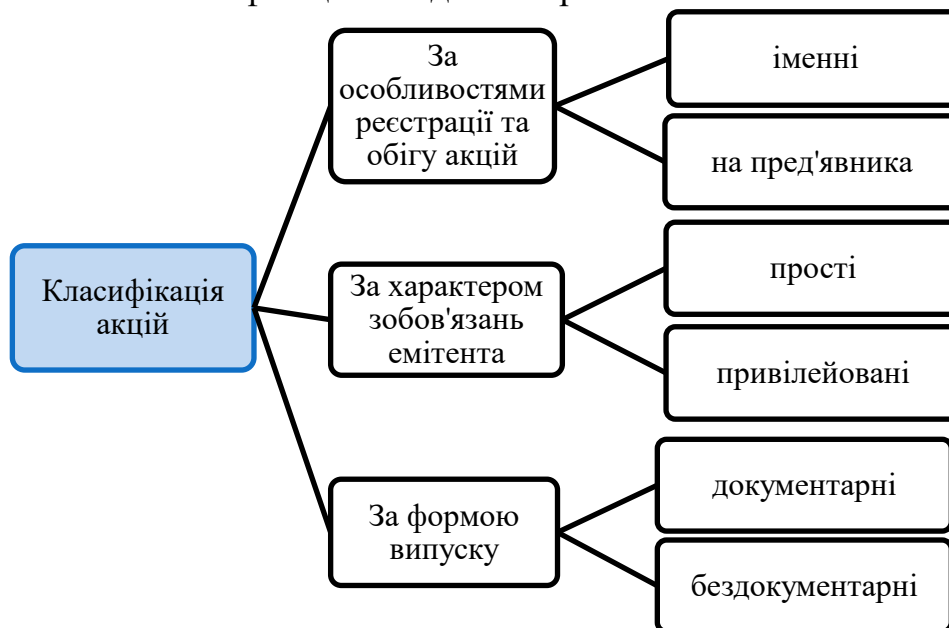 Класифікація
акцій
За
особливостями
реєстрації та
обігу акцій
іменні
на пред'явника
За характером
зобов'язань
емітента
прості
привілейовані
За формою
випуску
документарні
бездокументарні